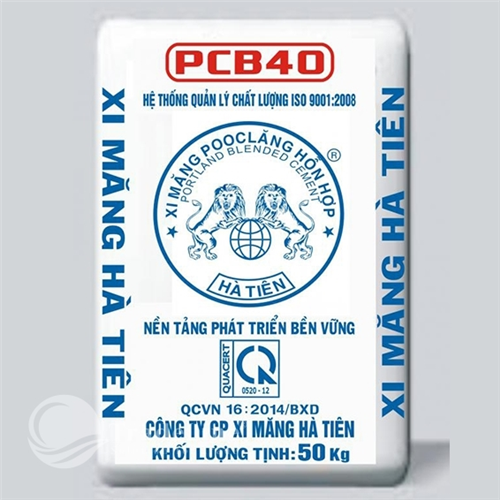 PCB40
HỆ THỐNG QUẢN LÝ CHẤT LƯỢNG ISO 9001:2008
XI MĂNG HÀ TIÊN
★ XI MĂNG POOCLĂNG HỖN HỢP ★
®
PORTLAND BLENDED CEMENT
HÀ TIÊN
XI MĂNG HÀ TIÊN
NỀN TẢNG PHÁT TRIỂN BỀN VỮNG
QUACERT
0520 - 12
QCVN 16:2014/BXD
CÔNG TY CP XI MĂNG HÀ TIÊN
KHỐI LƯỢNG TỊNH: 50 Kg